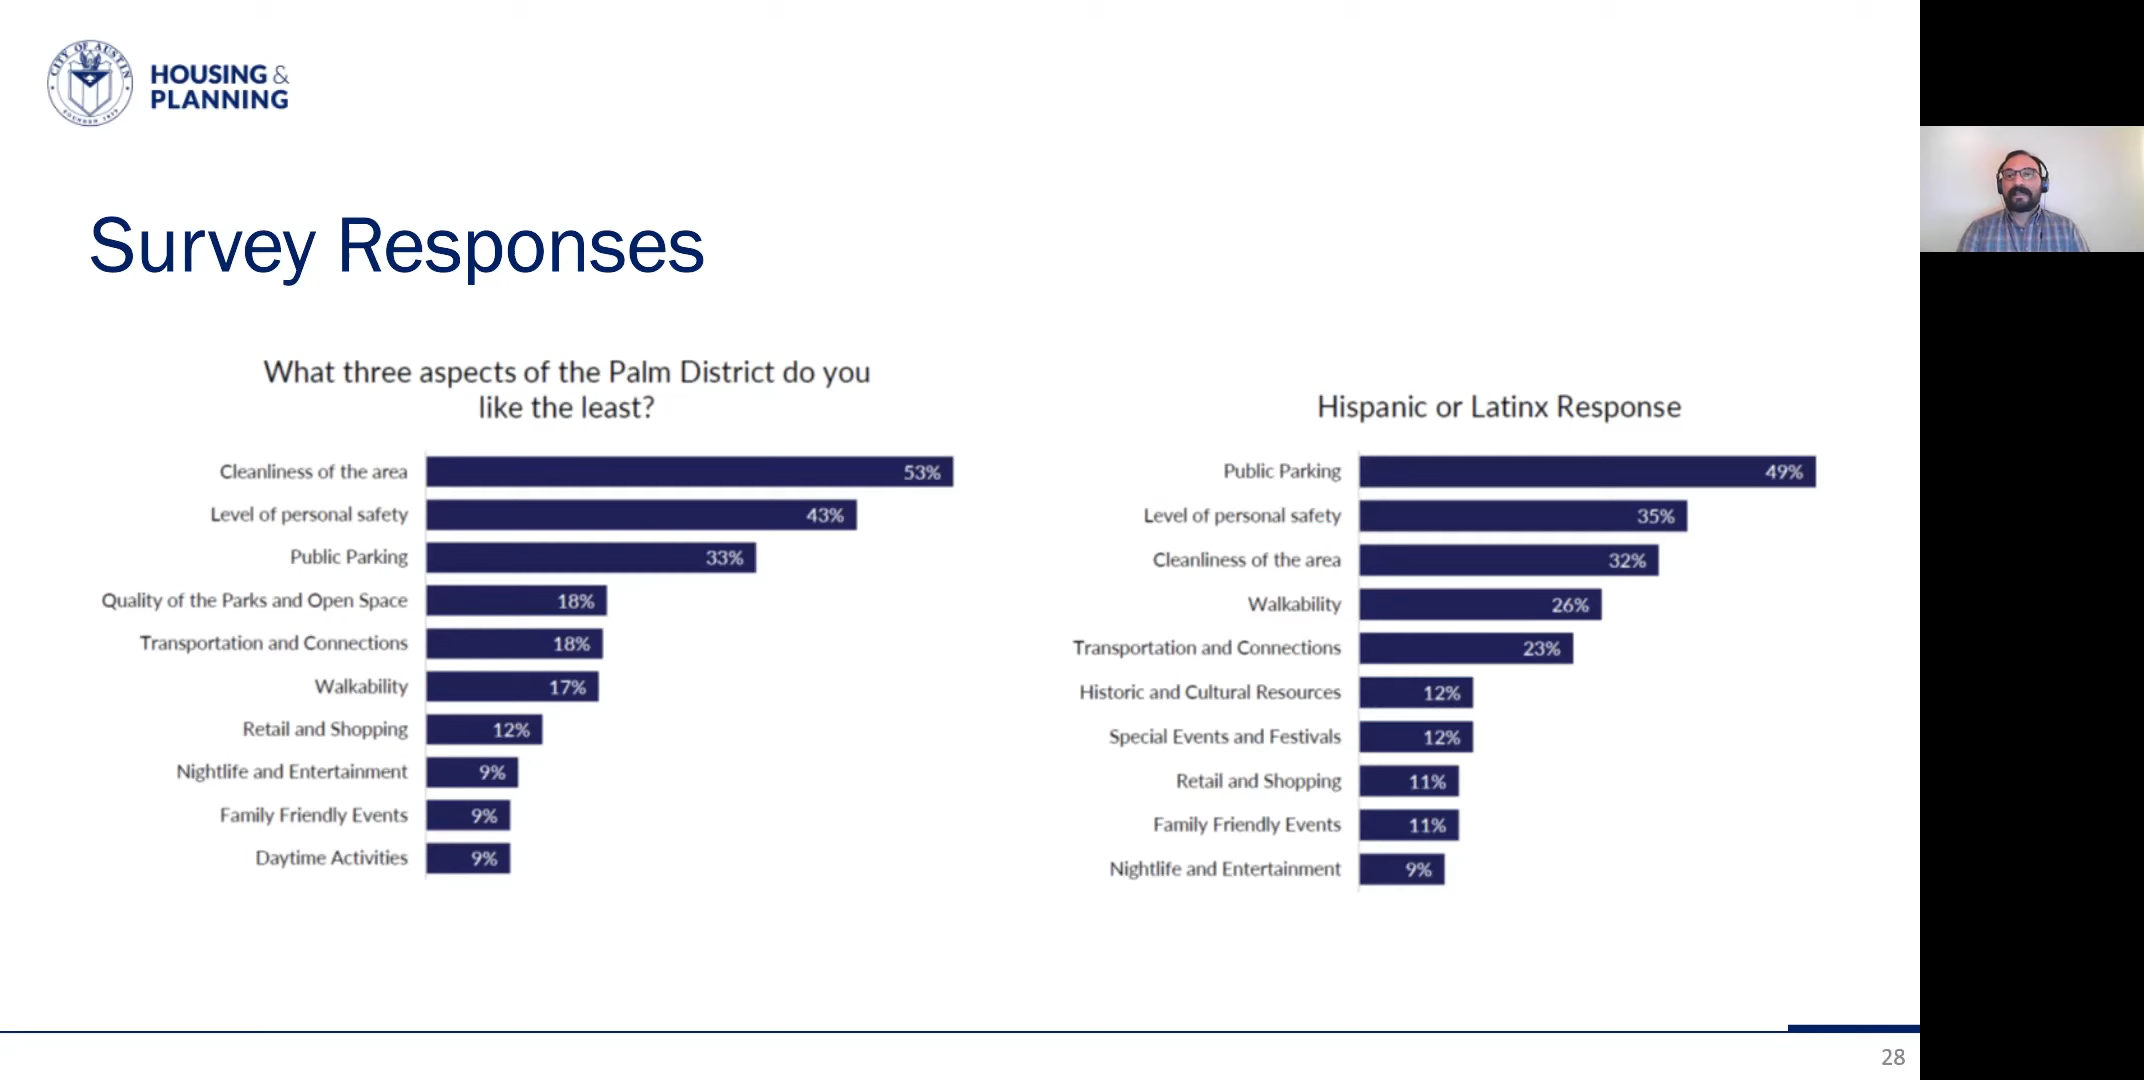 CITY OF AUSTIN
FOUNDED 1839
HOUSING &
PLANNING
Survey Responses
What three aspects of the Palm District do you
like the least?
Cleanliness of the area 53%
Level of personal safety 43%
Public Parking 33%
Quality of the Parks and Open Space 18%
Transportation and Connections 18%
Walkability 17%
Retail and Shopping 12%
Nightlife and Entertainment 9%
Family Friendly Events 9%
Daytime Activities 9%
Hispanic or Latinx Response
Public Parking 49%
Level of personal safety 35%
Cleanliness of the area 32%
Walkability 26%
Transportation and Connections 23%
Historic and Cultural Resources 12%
Special Events and Festivals 12%
Retail and Shopping 11%
Family Friendly Events 11%
Nightlife and Entertainment 9%
28